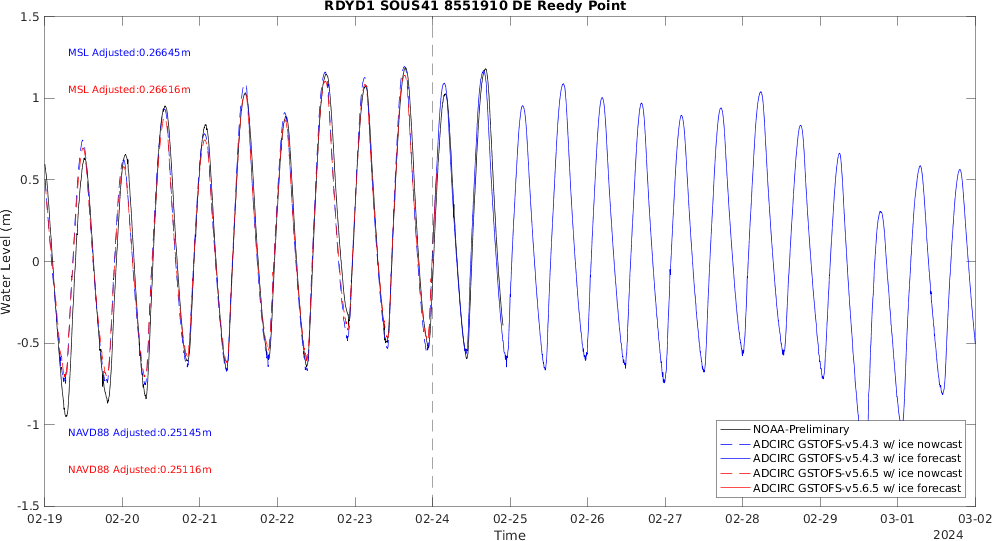 RDYD1 SOUS41 8551910 DE Reedy Point
1.5
MSL Adjusted:0.26645m
MSL Adjusted:0.26616m
1
0.5
0
-0.5
-1
-1.5
Water Level (m)
NAVD88 Adjusted:0.25145m
NAVD88 Adjusted:0.25116m
NOAA-Preliminary
ADCIRC GSTOFS-v5.4.3 w/ ice nowcast
ADCIRC GSTOFS-v5.4.3 w/ ice forecast
ADCIRC GSTOFS-v5.6.5 w/ ice nowcast
ADCIRC GSTOFS-v5.6.5 w/ ice forecast
02-19 02-20 02-21 02-22 02-23 02-24 02-25 02-26 02-27 02-28 02-29 03-01 03-02
Time
2024